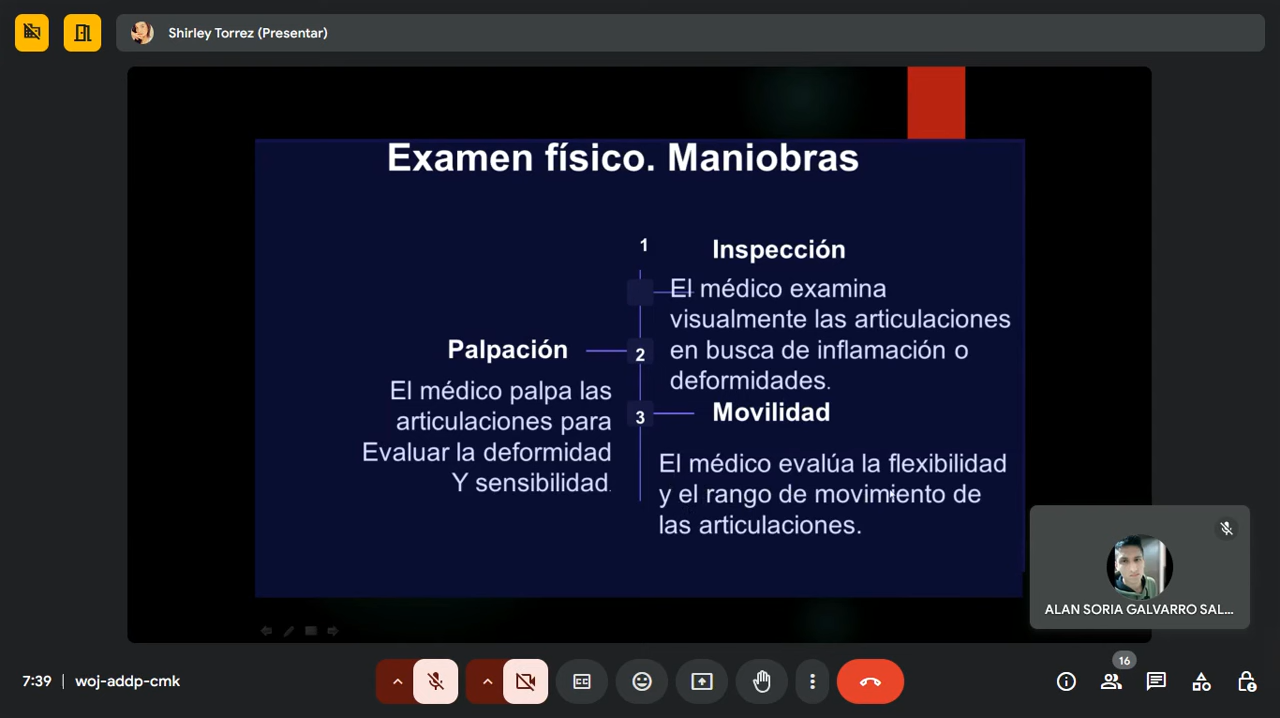 Shirley Torrez (Presentar)
Examen físico. Maniobras
1
Inspección
El médico examina
visualmente las articulaciones
en busca de inflamación o
deformidades.
Palpación
2
El médico palpa las
articulaciones para
Evaluar la deformidad
Y sensibilidad.
3
Movilidad
El médico evalúa la flexibilidad
y el rango de movimiento de
las articulaciones.
ALAN SORIA GALVARRO SAL...
7:39
woj-addp-cmk
16